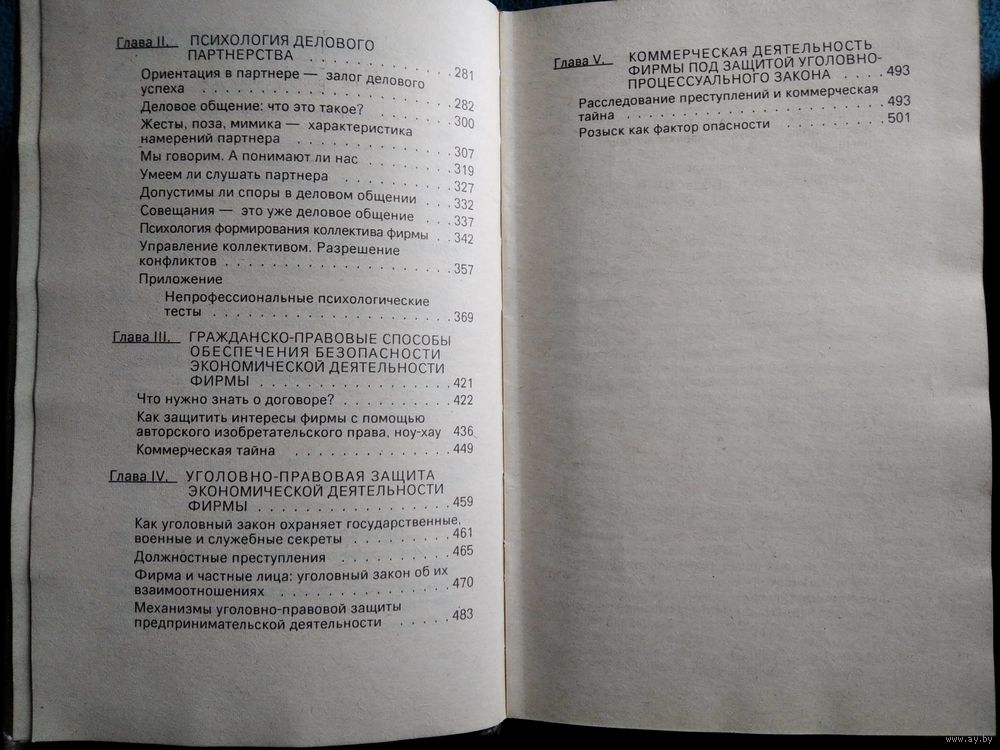 Глава II. ПСИХОЛОГИЯ ДЕЛОВОГО
ПАРТНЕРСТВА . . . . . . . . . . 281
Ориентация в партнере — залог делового
успеха . . . . . . . . . . . . . . 282
Деловое общение: что это такое? . . . . 300
Жесты, поза, мимика — характеристика
намерений партнера . . . . . . . . . 307
Мы говорим. А понимают ли нас . . . . 319
Умеем ли слушать партнера . . . . . . 327
Допустимы ли споры в деловом общении . . 332
Совещания — это уже деловое общение . . 337
Психология формирования коллектива фирмы . . 342
Управление коллективом. Разрешение
конфликтов . . . . . . . . . . . . . 357
Приложение
Непрофессиональные психологические
тесты . . . . . . . . . . . . . . 369
Глава III. ГРАЖДАНСКО-ПРАВОВЫЕ СПОСОБЫ
ОБЕСПЕЧЕНИЯ БЕЗОПАСНОСТИ
ЭКОНОМИЧЕСКОЙ ДЕЯТЕЛЬНОСТИ
ФИРМЫ . . . . . . . . . . . . . 421
Что нужно знать о договоре? . . . . . . 422
Как защитить интересы фирмы с помощью
авторского изобретательского права, ноу-хау 436
Коммерческая тайна . . . . . . . . . 449
Глава IV. УГОЛОВНО-ПРАВОВАЯ ЗАЩИТА
ЭКОНОМИЧЕСКОЙ ДЕЯТЕЛЬНОСТИ
ФИРМЫ . . . . . . . . . . . . . 459
Как уголовный закон охраняет государственные,
военные и служебные секреты . . . . . . 461
Должностные преступления . . . . . . . 465
Фирма и частные лица: уголовный закон об их
взаимоотношениях . . . . . . . . . . 470
Механизмы уголовно-правовой защиты
предпринимательской деятельности . . . . 483
Глава V. КОММЕРЧЕСКАЯ ДЕЯТЕЛЬНОСТЬ
ФИРМЫ ПОД ЗАЩИТОЙ УГОЛОВНО-
ПРОЦЕССУАЛЬНОГО ЗАКОНА . . . . 493
Расследование преступлений и коммерческая
тайна . . . . . . . . . . . . . . 493
Розыск как фактор опасности . . . . . . 501
www.ay.by